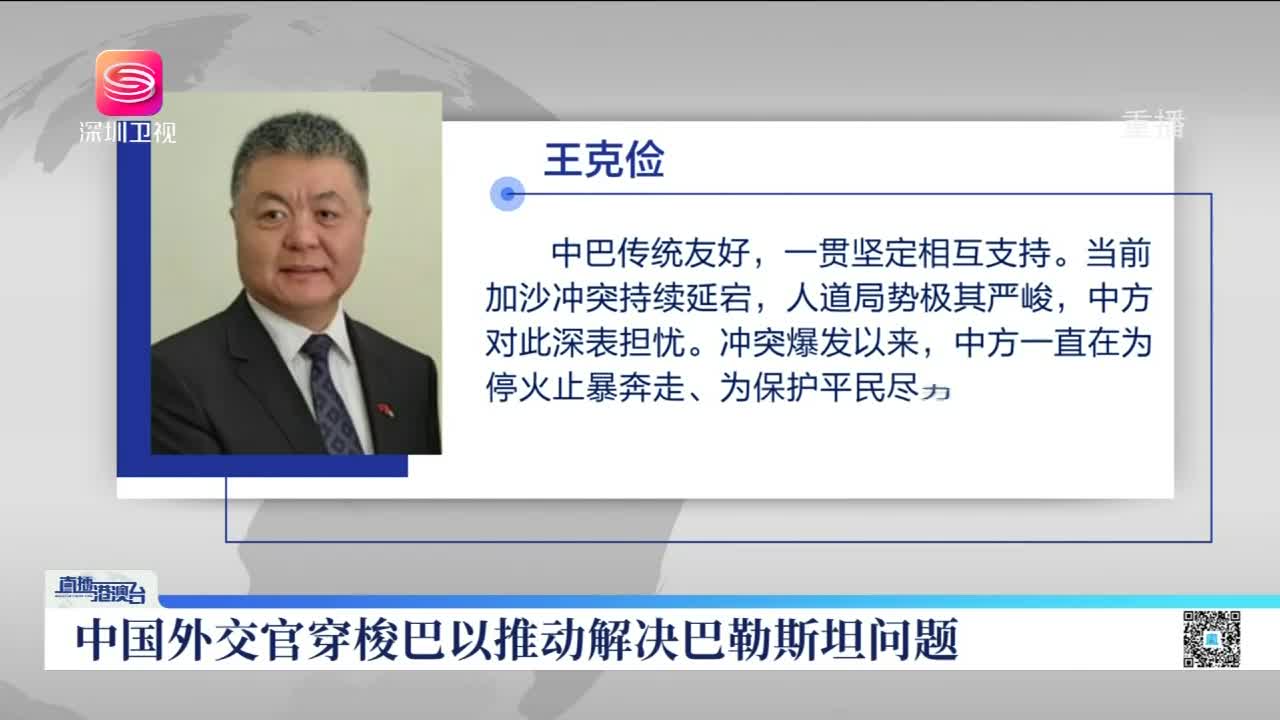 深圳卫视
重播
王克俭
中巴传统友好，一贯坚定相互支持。当前
加沙冲突持续延宕，人道局势极其严峻，中方
对此深表担忧。冲突爆发以来，中方一直在为
停火止暴奔走、为保护平民尽力
直播港澳台
中国外交官穿梭巴以推动解决巴勒斯坦问题